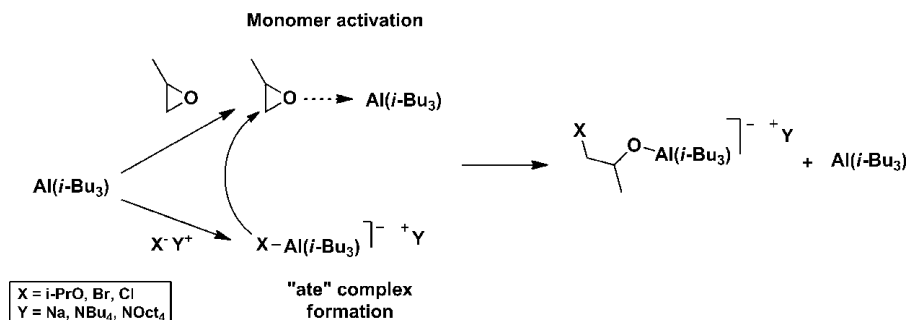 Monomer activation
O
O
Al(i-Bu₃)
Al(i-Bu₃)
X⁻ Y⁺
X–Al(i-Bu₃)]⁻ ⁺Y
"ate" complex
formation
X = i-PrO, Br, Cl
Y = Na, NBu₄, NOct₄
X
O–Al(i-Bu₃)]⁻ ⁺Y
+ Al(i-Bu₃)